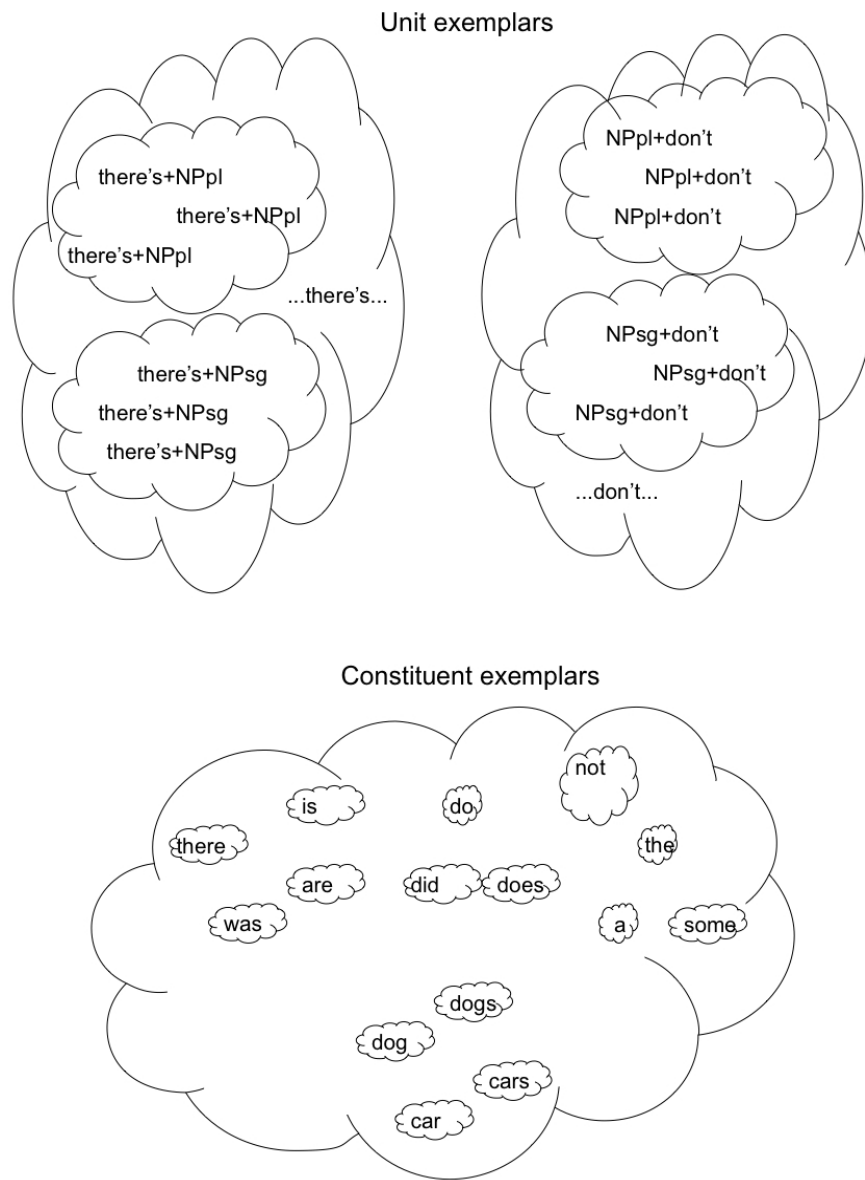 Unit exemplars
there's+NPpl
there's+NPpl
there's+NPpl
...there's...
there's+NPsg
there's+NPsg
there's+NPsg
NPpl+don't
NPpl+don't
NPpl+don't
NPsg+don't
NPsg+don't
NPsg+don't
...don't...
Constituent exemplars
not
is
do
there
the
are
did
does
was
a
some
dogs
dog
cars
car